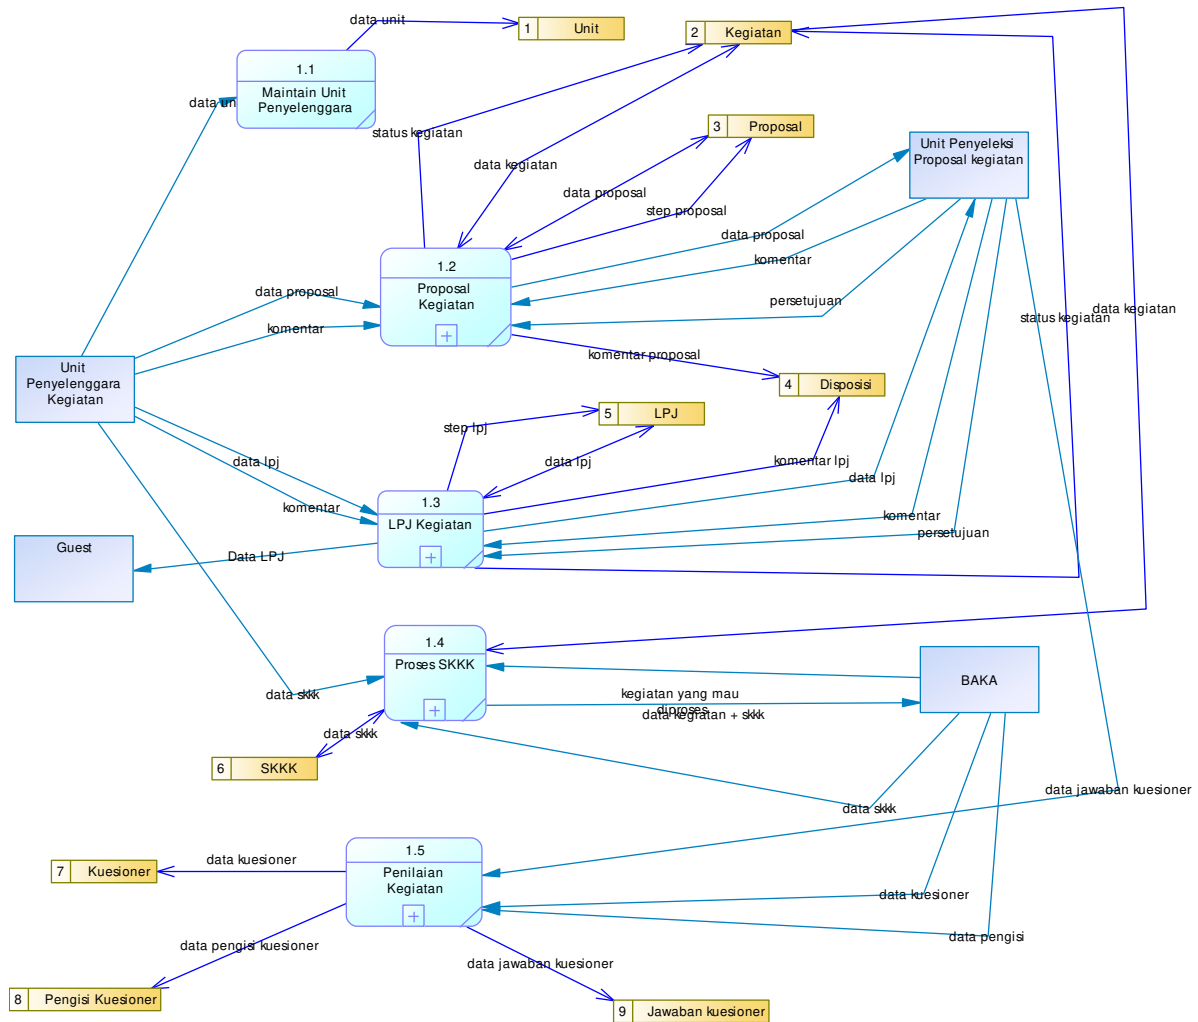 data unit
1 Unit
2 Kegiatan
1.1
Maintain Unit
Penyelenggara
data un
status kegiatan
3 Proposal
data kegiatan
Unit Penyeleksi
Proposal kegiatan
data proposal
step proposal
data proposal
komentar
1.2
Proposal
Kegiatan
data proposal
komentar
persetujuan
status kegiatan
data kegiatan
komentar proposal
Unit
Penyelenggara
Kegiatan
4 Disposisi
5 LPJ
step lpj
data lpj
data lpj
komentar lpj
data lpj
1.3
LPJ Kegiatan
komentar
komentar
persetujuan
Guest
Data LPJ
1.4
Proses SKKK
data skkk
kegiatan yang mau
diproses
data kegiatan + skkk
BAKA
data skkk
6 SKKK
data skkk
data jawaban kuesioner
1.5
Penilaian
Kegiatan
data kuesioner
7 Kuesioner
data kuesioner
data pengisi
data pengisi kuesioner
data jawaban kuesioner
8 Pengisi Kuesioner
9 Jawaban kuesioner